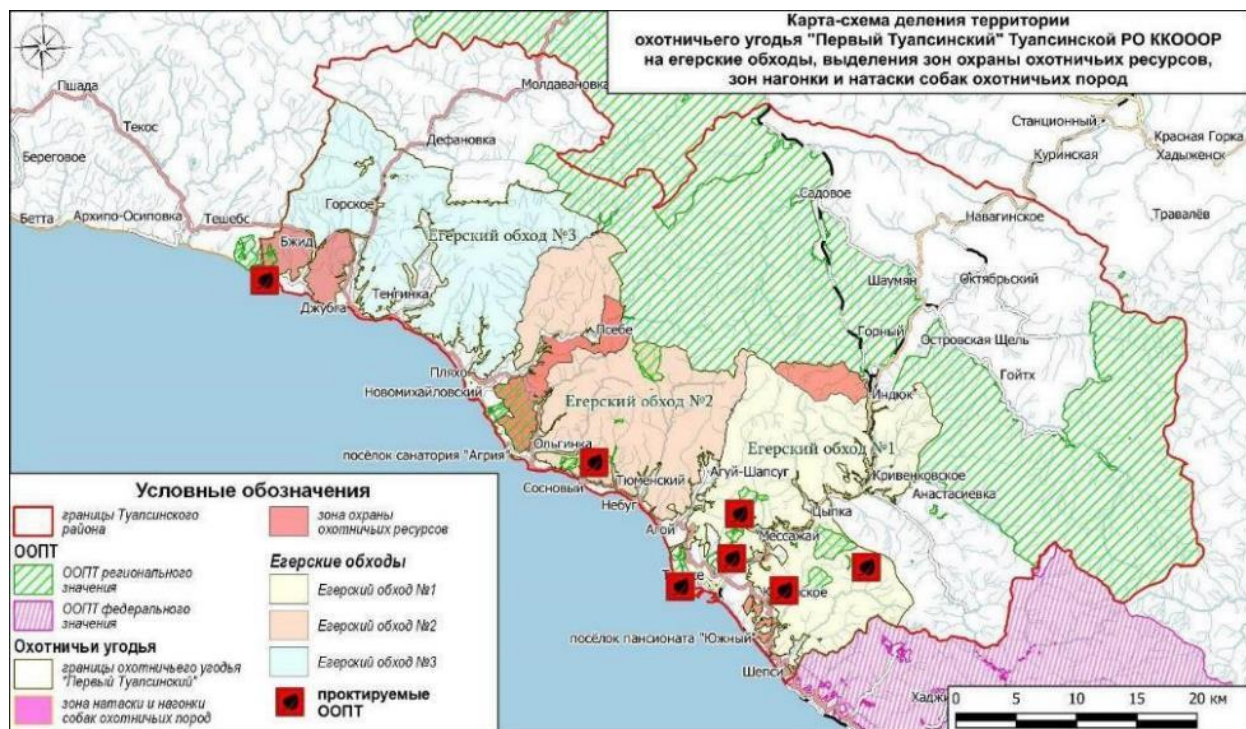 Карта-схема деления территории
охотничьего угодья "Первый Туапсинский" Туапсинской РО ККОООР
на егерские обходы, выделения зон охраны охотничьих ресурсов,
зон нагонки и натаски собак охотничьих пород
Пшада
Молдавановка
Текос
Дефановка
Станционный
Красная Горка
Береговое
Куринская
Хадыженск
Садовое
Бетта
Архипо-Осиповка
Тешебс
Горское
Навагинское
Травалёв
Бжид
Егерский обход №3
Шаумян
Октябрьский
Джубга
Тенгинка
Псебе
Горный
Островская Щель
Гойтх
Пляхо
Новомихайловский
Индюк
Егерский обход №2
Ольгинка
Егерский обход №1
посёлок санатория "Агрия"
Сосновый
Тюменский
Агуй-Шапсуг
Кривенковское
Небуг
Анастасиевка
Цыпка
Агой
Мессажай
посёлок пансионата "Южный"
Шепси
Условные обозначения
границы Туапсинского
района
ООПТ
ООПТ регионального
значения
ООПТ федерального
значения
Охотничьи угодья
границы охотничьего угодья
"Первый Туапсинский"
зона натаски и нагонки
собак охотничьих пород
зона охраны
охотничьих ресурсов
Егерские обходы
Егерский обход №1
Егерский обход №2
Егерский обход №3
проктируемые
ООПТ
0 5 10 15 20 км